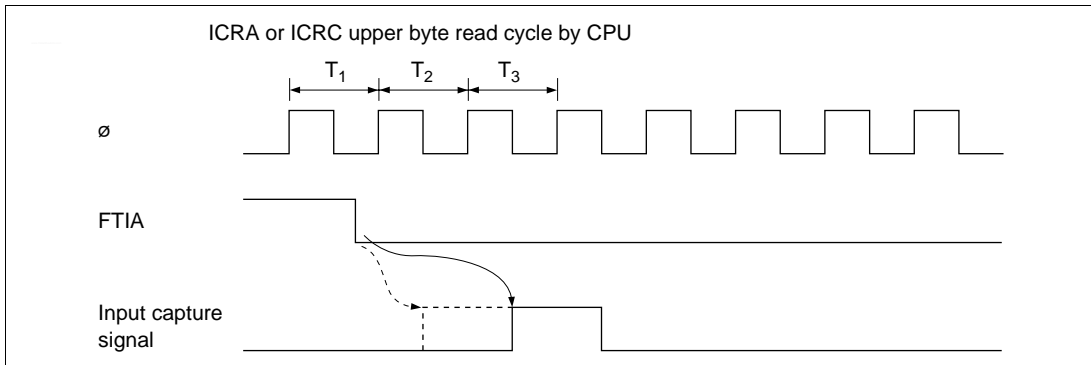 ICRA or ICRC upper byte read cycle by CPU
T1 T2 T3
ø
FTIA
Input capture
signal